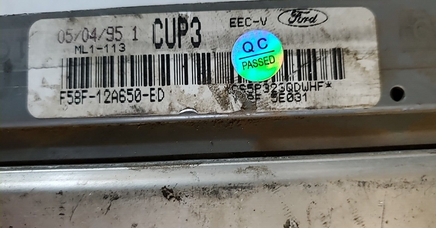 05/04/95 1 CUP3 EEC-V Ford
ML1-113
QC
PASSED
F58F-12A650-ED